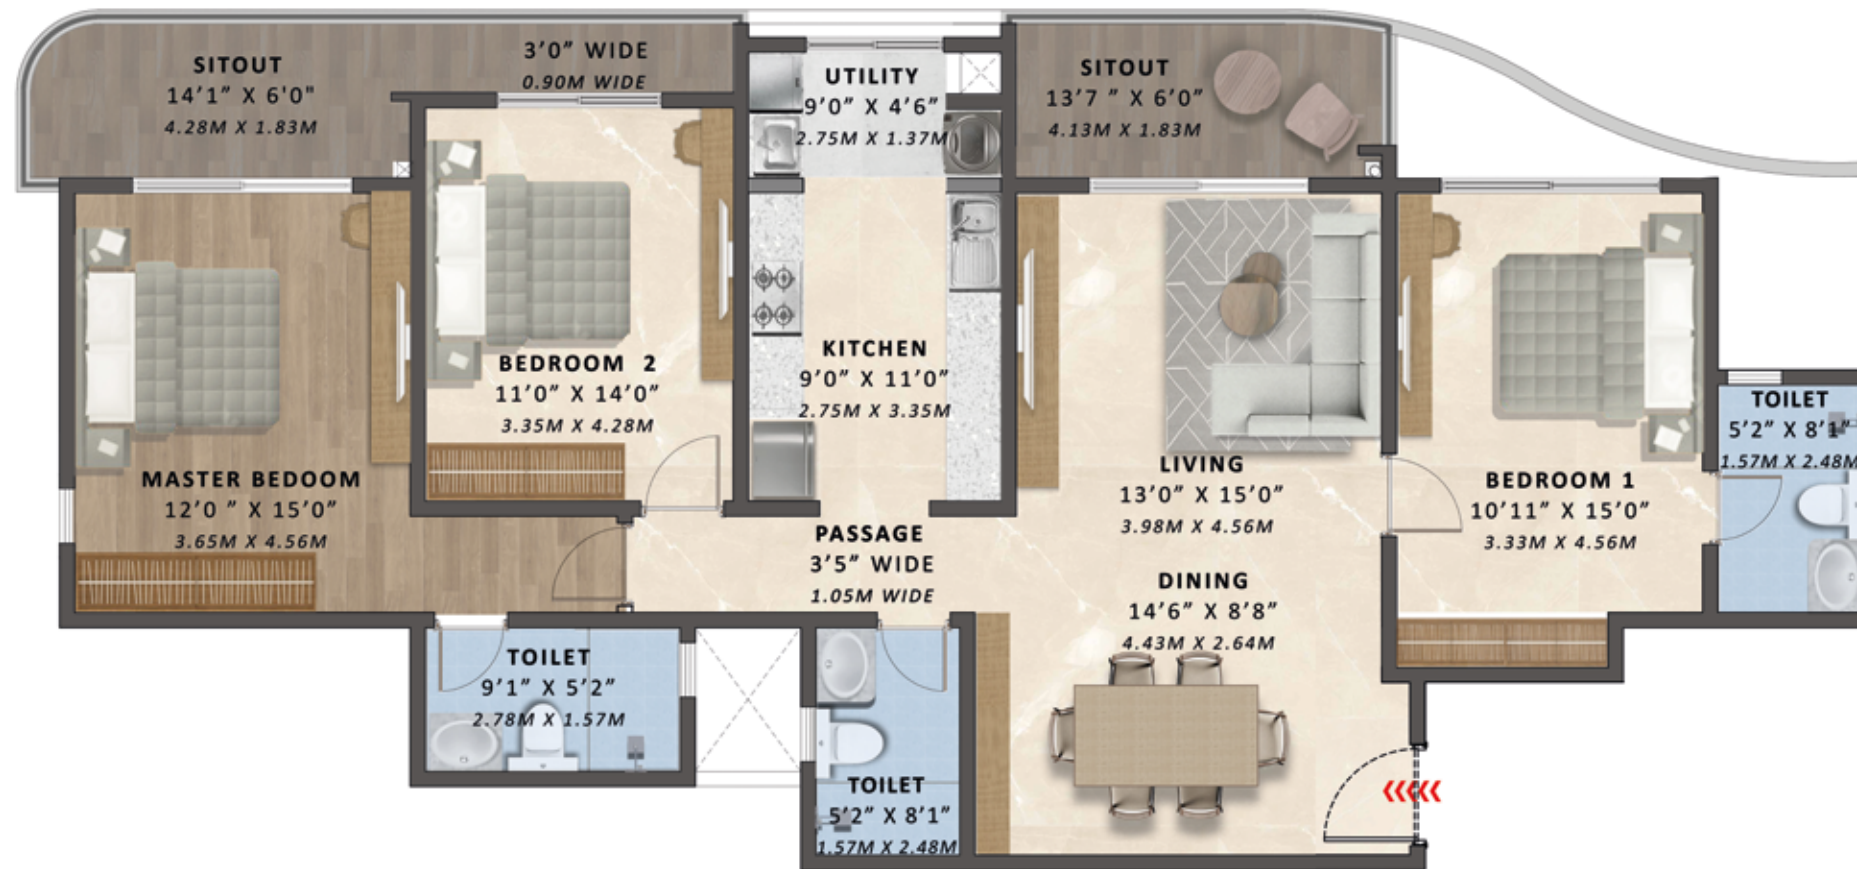 SITOUT
14'1" X 6'0"
4.28M X 1.83M
3'0" WIDE
0.90M WIDE
UTILITY
9'0" X 4'6"
2.75M X 1.37M
SITOUT
13'7 " X 6'0"
4.13M X 1.83M
BEDROOM 2
11'0" X 14'0"
3.35M X 4.28M
KITCHEN
9'0" X 11'0"
2.75M X 3.35M
TOILET
5'2" X 8'1"
1.57M X 2.48M
MASTER BEDOOM
12'0 " X 15'0"
3.65M X 4.56M
LIVING
13'0" X 15'0"
3.98M X 4.56M
BEDROOM 1
10'11" X 15'0"
3.33M X 4.56M
PASSAGE
3'5" WIDE
1.05M WIDE
DINING
14'6" X 8'8"
4.43M X 2.64M
TOILET
9'1" X 5'2"
2.78M X 1.57M
TOILET
5'2" X 8'1"
1.57M X 2.48M